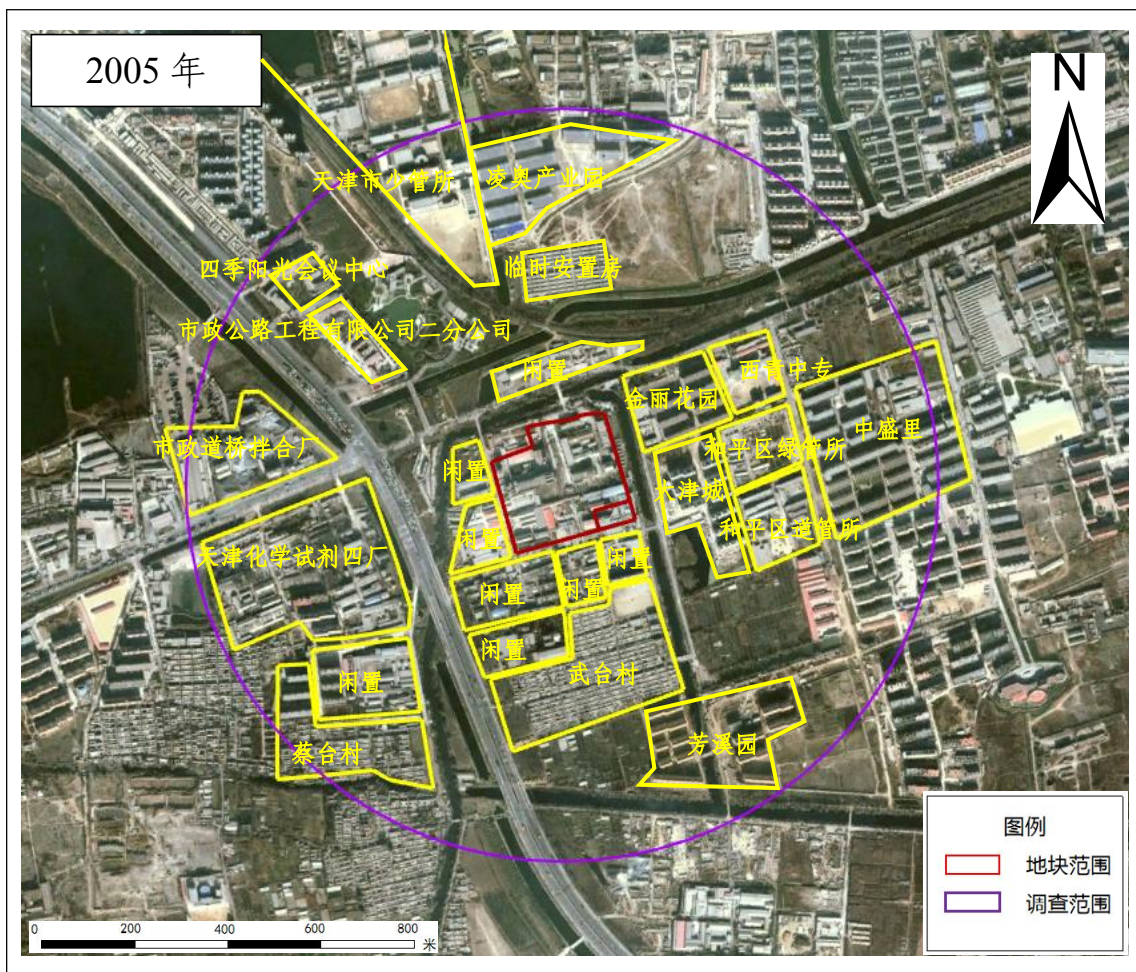 2005 年
N
天津市少管所
凌奥产业园
四季阳光会议中心
临时安置房
市政公路工程有限公司二分公司
闲置
西青中专
金丽花园
中盛里
市政道桥拌合厂
和平区绿管所
闲置
大津城
闲置
和平区道管所
天津化学试剂四厂
闲置
闲置
闲置
闲置
武台村
闲置
芳溪园
蔡台村
图例
地块范围
调查范围
0 200 400 600 800 米